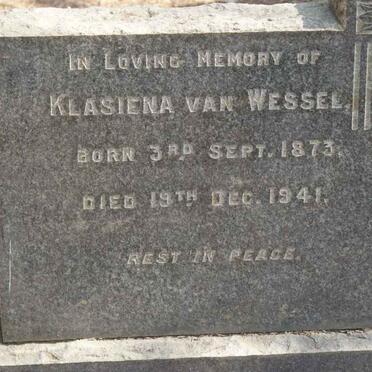 In Loving Memory of
Klasiena van Wessel.
Born 3rd Sept. 1873.
Died 19th Dec. 1941.
Rest in Peace.